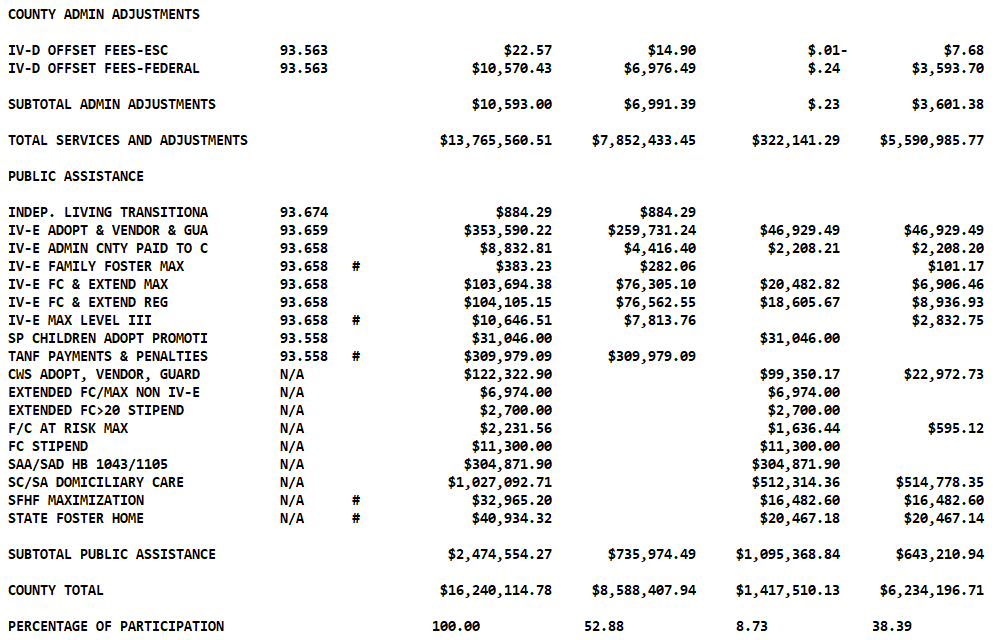 COUNTY ADMIN ADJUSTMENTS
IV-D OFFSET FEES-ESC 93.563 $22.57 $14.90 $.01- $7.68
IV-D OFFSET FEES-FEDERAL 93.563 $10,570.43 $6,976.49 $.24 $3,593.70
SUBTOTAL ADMIN ADJUSTMENTS $10,593.00 $6,991.39 $.23 $3,601.38
TOTAL SERVICES AND ADJUSTMENTS $13,765,560.51 $7,852,433.45 $322,141.29 $5,590,985.77
PUBLIC ASSISTANCE
INDEP. LIVING TRANSITIONA 93.674 $884.29 $884.29
IV-E ADOPT & VENDOR & GUA 93.659 $353,590.22 $259,731.24 $46,929.49 $46,929.49
IV-E ADMIN CNTY PAID TO C 93.658 $8,832.81 $4,416.40 $2,208.21 $2,208.20
IV-E FAMILY FOSTER MAX 93.658 # $383.23 $282.06 $101.17
IV-E FC & EXTEND MAX 93.658 $103,694.38 $76,305.10 $20,482.82 $6,906.46
IV-E FC & EXTEND REG 93.658 $104,105.15 $76,562.55 $18,605.67 $8,936.93
IV-E MAX LEVEL III 93.658 # $10,646.51 $7,813.76 $2,832.75
SP CHILDREN ADOPT PROMOTI 93.558 $31,046.00 $31,046.00
TANF PAYMENTS & PENALTIES 93.558 # $309,979.09 $309,979.09
CWS ADOPT, VENDOR, GUARD N/A $122,322.90 $99,350.17 $22,972.73
EXTENDED FC/MAX NON IV-E N/A $6,974.00 $6,974.00
EXTENDED FC>20 STIPEND N/A $2,700.00 $2,700.00
F/C AT RISK MAX N/A $2,231.56 $1,636.44 $595.12
FC STIPEND N/A $11,300.00 $11,300.00
SAA/SAD HB 1043/1105 N/A $304,871.90 $304,871.90
SC/SA DOMICILIARY CARE N/A $1,027,092.71 $512,314.36 $514,778.35
SFHF MAXIMIZATION N/A # $32,965.20 $16,482.60 $16,482.60
STATE FOSTER HOME N/A # $40,934.32 $20,467.18 $20,467.14
SUBTOTAL PUBLIC ASSISTANCE $2,474,554.27 $735,974.49 $1,095,368.84 $643,210.94
COUNTY TOTAL $16,240,114.78 $8,588,407.94 $1,417,510.13 $6,234,196.71
PERCENTAGE OF PARTICIPATION 100.00 52.88 8.73 38.39